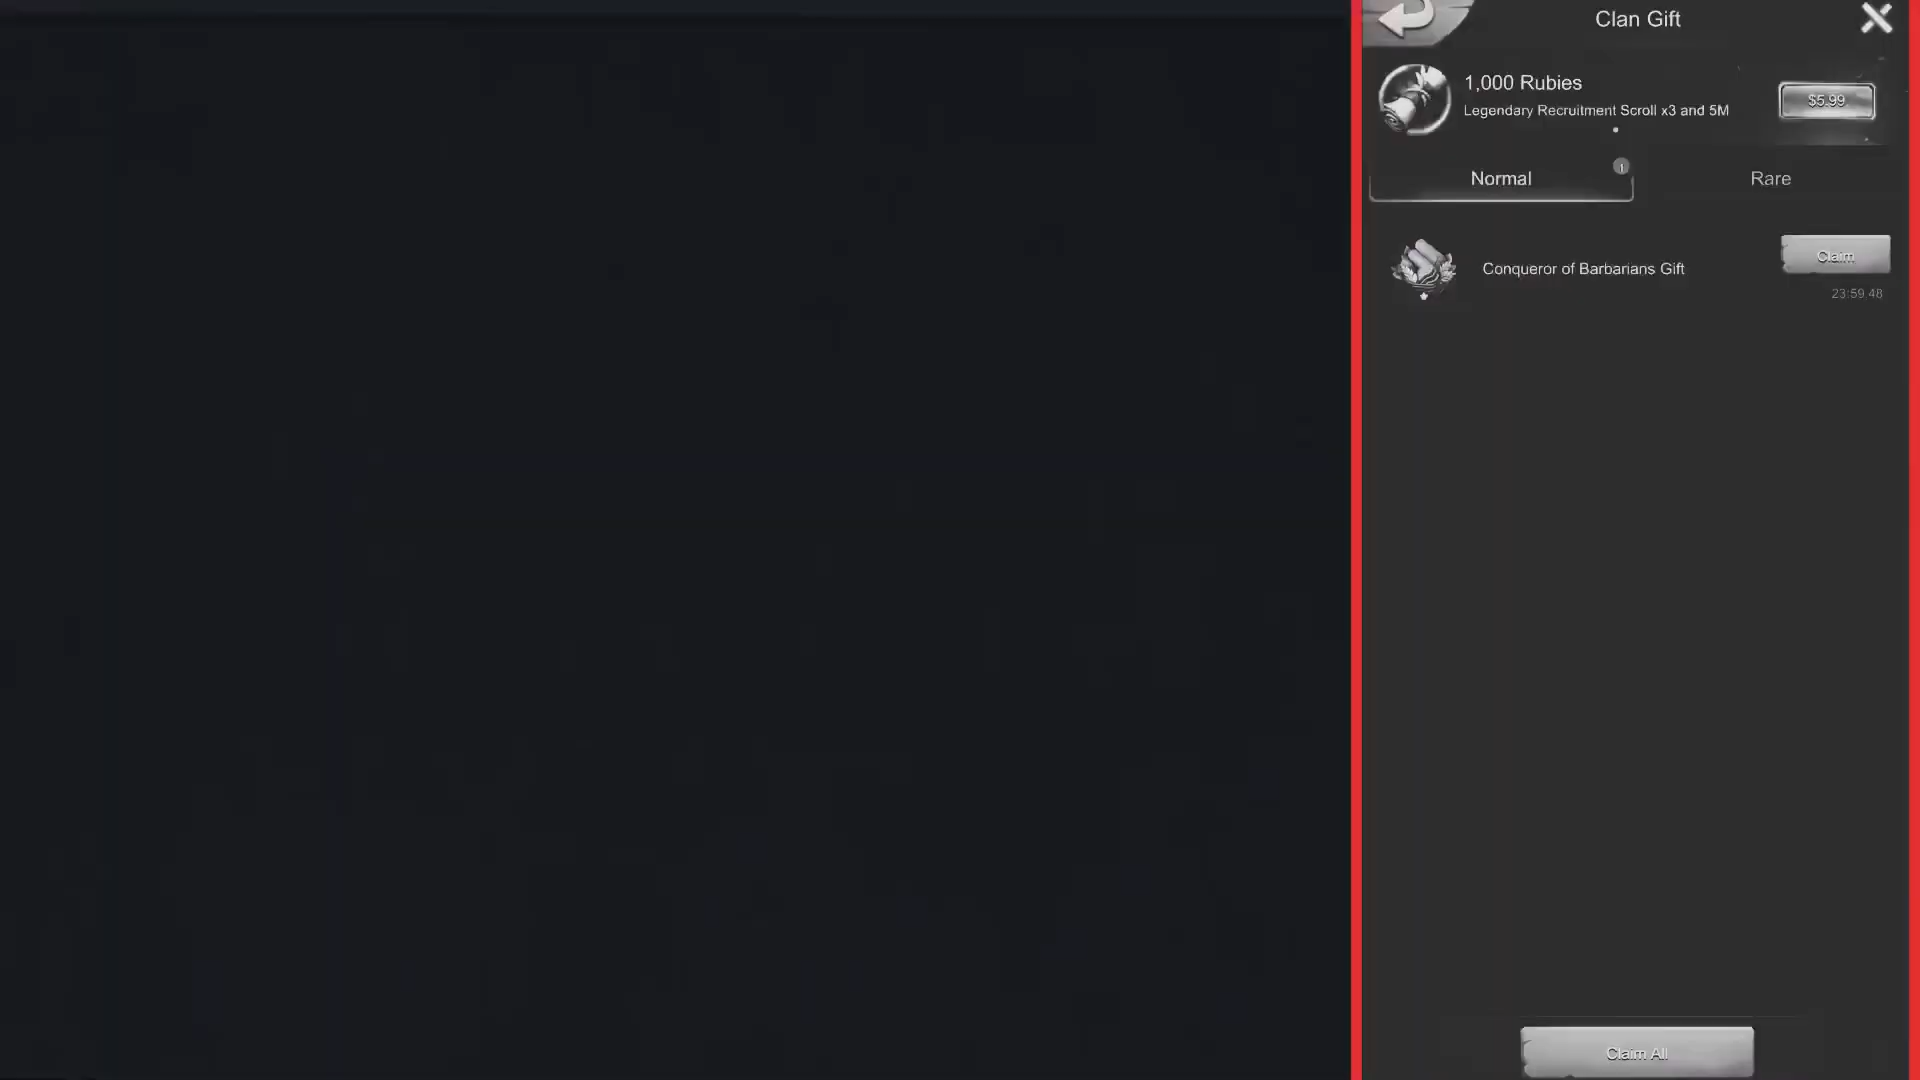 Clan Gift
1,000 Rubies
Legendary Recruitment Scroll x3 and 5M
$5.99
Normal
1
Rare
Conqueror of Barbarians Gift
Claim
23:59:48
Claim All